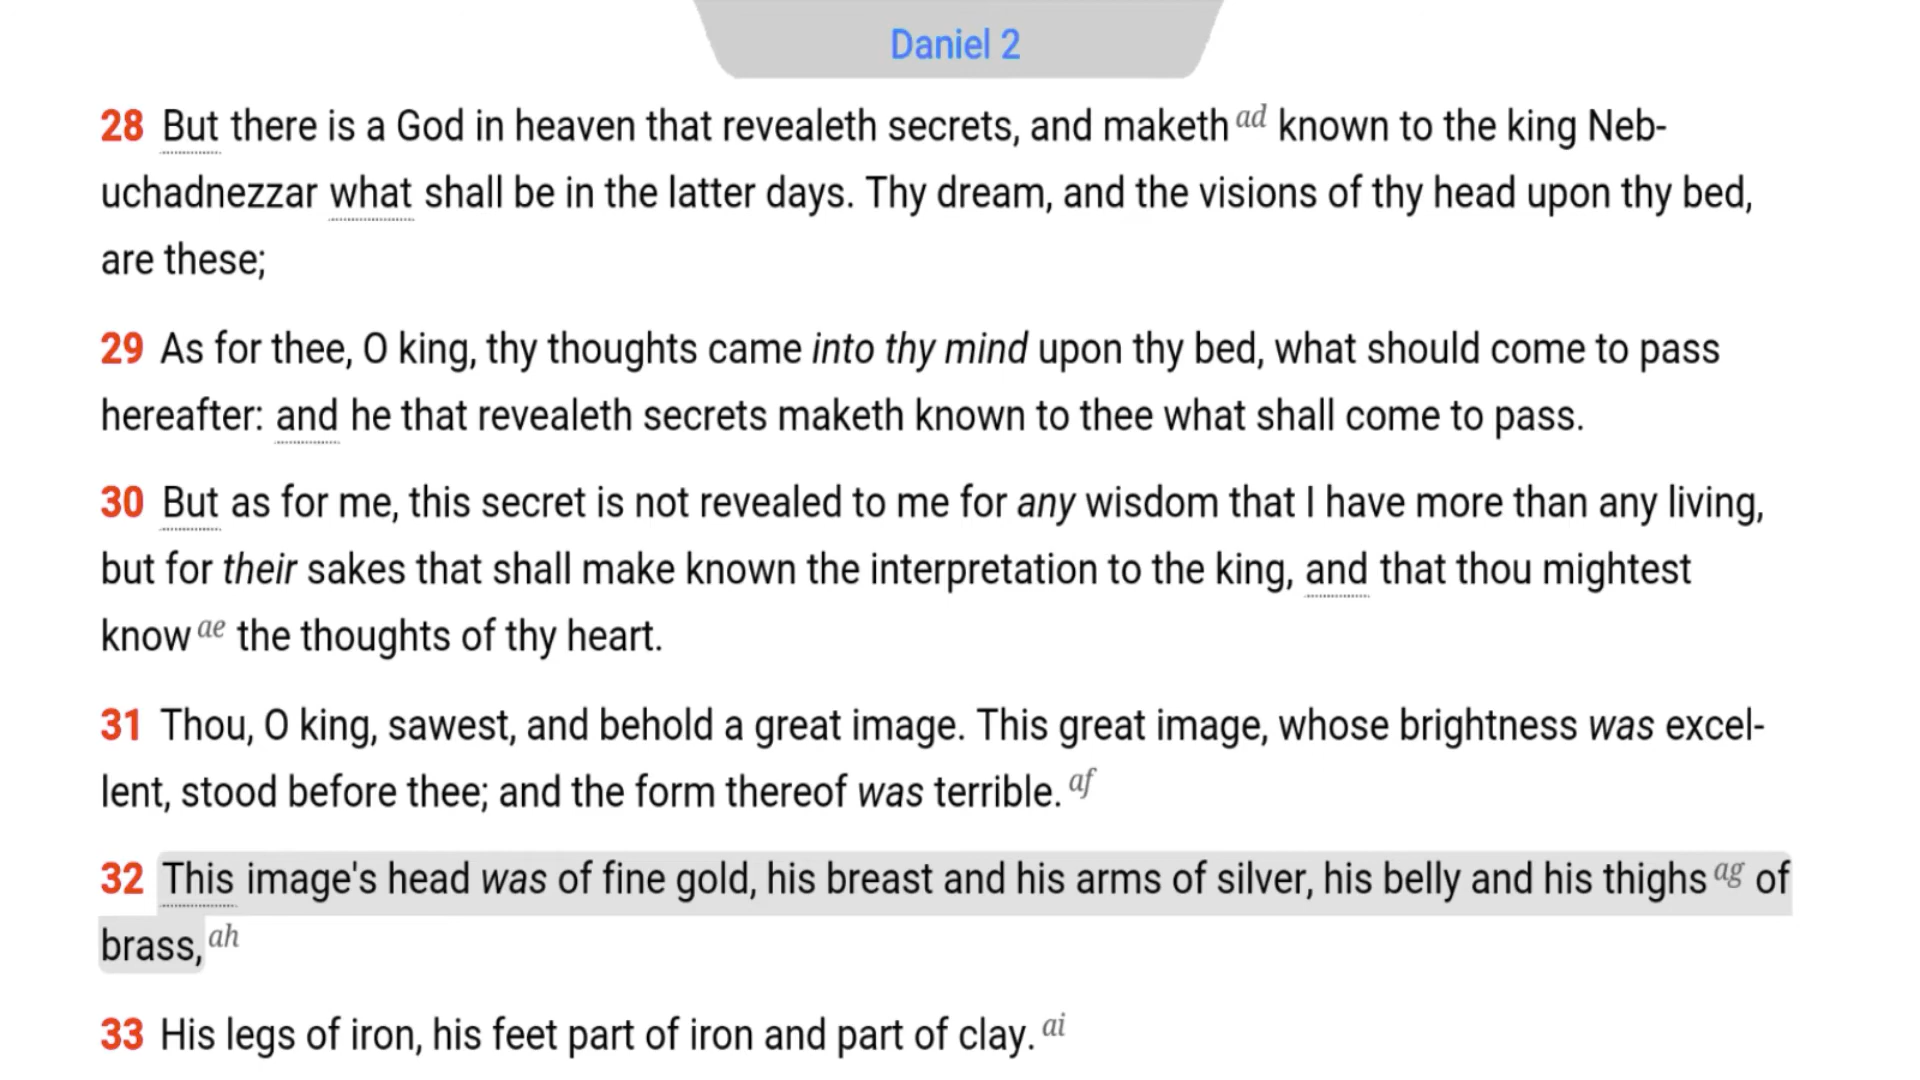 Daniel 2
28 But there is a God in heaven that revealeth secrets, and maketh ad known to the king Neb-
uchadnezzar what shall be in the latter days. Thy dream, and the visions of thy head upon thy bed,
are these;
29 As for thee, O king, thy thoughts came into thy mind upon thy bed, what should come to pass
hereafter: and he that revealeth secrets maketh known to thee what shall come to pass.
30 But as for me, this secret is not revealed to me for any wisdom that I have more than any living,
but for their sakes that shall make known the interpretation to the king, and that thou mightest
know ae the thoughts of thy heart.
31 Thou, O king, sawest, and behold a great image. This great image, whose brightness was excel-
lent, stood before thee; and the form thereof was terrible. af
32 This image's head was of fine gold, his breast and his arms of silver, his belly and his thighs ag of
brass, ah
33 His legs of iron, his feet part of iron and part of clay. ai